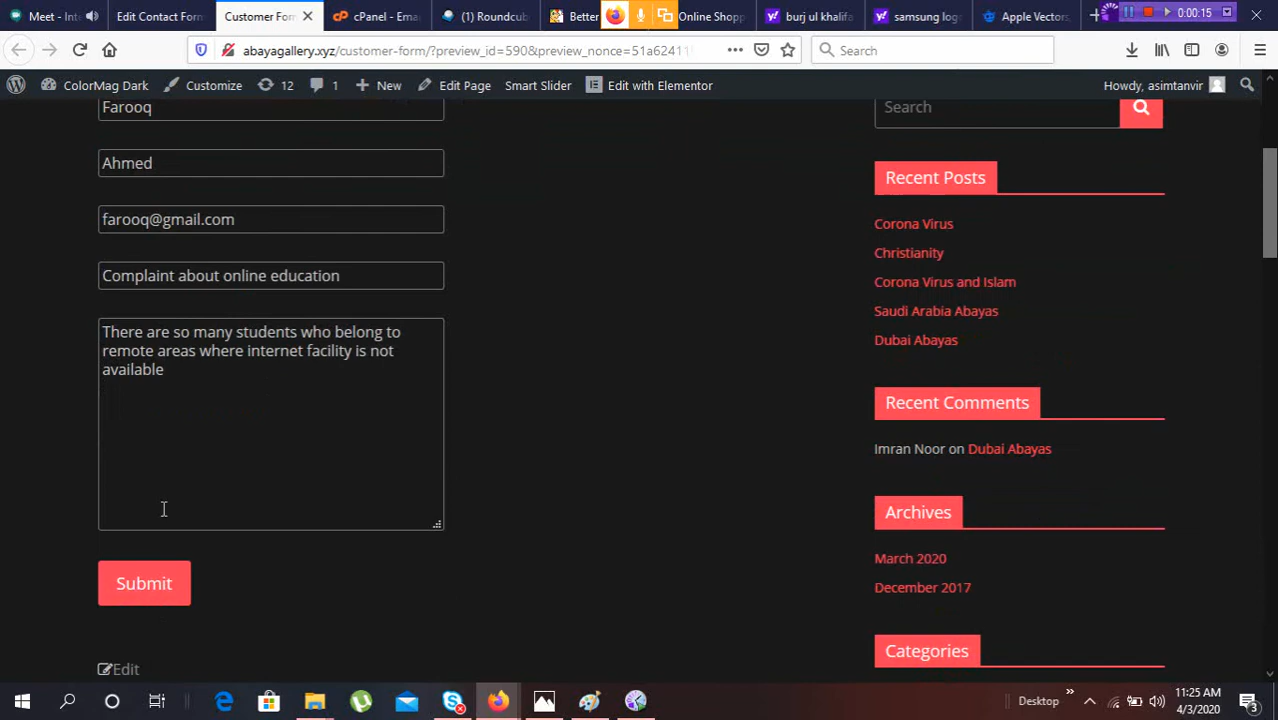 Meet - Inte
Edit Contact Form
Customer For
cPanel - Ema
(1) Roundcub
Better
Online Shopp
burj ul khalifa
samsung log
Apple Vectors,
0:00:15
abayagallery.xyz/customer-form/?preview_id=590&preview_nonce=51a62411
Search
ColorMag Dark
Customize
12
1
New
Edit Page
Smart Slider
Edit with Elementor
Howdy, asimtanvir
Farooq
Ahmed
farooq@gmail.com
Complaint about online education
There are so many students who belong to
remote areas where internet facility is not
available
Submit
Edit
Search
Recent Posts
Corona Virus
Christianity
Corona Virus and Islam
Saudi Arabia Abayas
Dubai Abayas
Recent Comments
Imran Noor on Dubai Abayas
Archives
March 2020
December 2017
Categories
Desktop
11:25 AM
4/3/2020
3